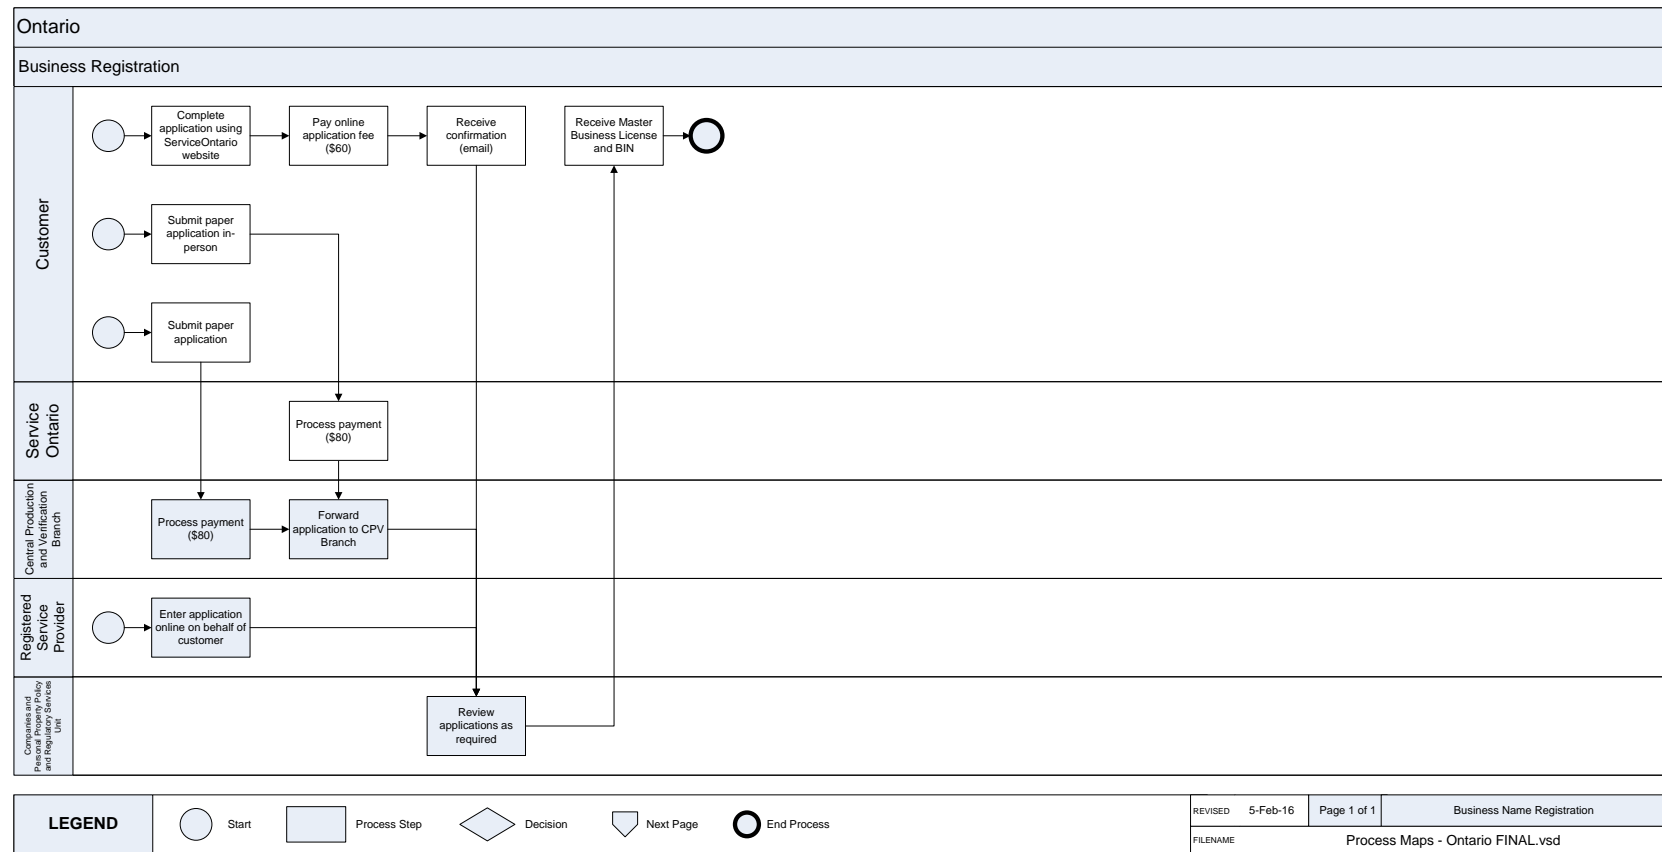 Ontario
Business Registration
Customer
Complete
application using
ServiceOntario
website
Pay online
application fee
($60)
Receive
confirmation
(email)
Receive Master
Business License
and BIN
Submit paper
application in-
person
Submit paper
application
Service
Ontario
Process payment
($80)
Central Production
and Verification
Branch
Process payment
($80)
Forward
application to CPV
Branch
Registered
Service
Provider
Enter application
online on behalf of
customer
Companies and
Personal Property Policy
and Regulatory Services
Unit
Review
applications as
required
LEGEND
Start
Process Step
Decision
Next Page
End Process
REVISED 5-Feb-16 Page 1 of 1 Business Name Registration
FILENAME Process Maps - Ontario FINAL.vsd